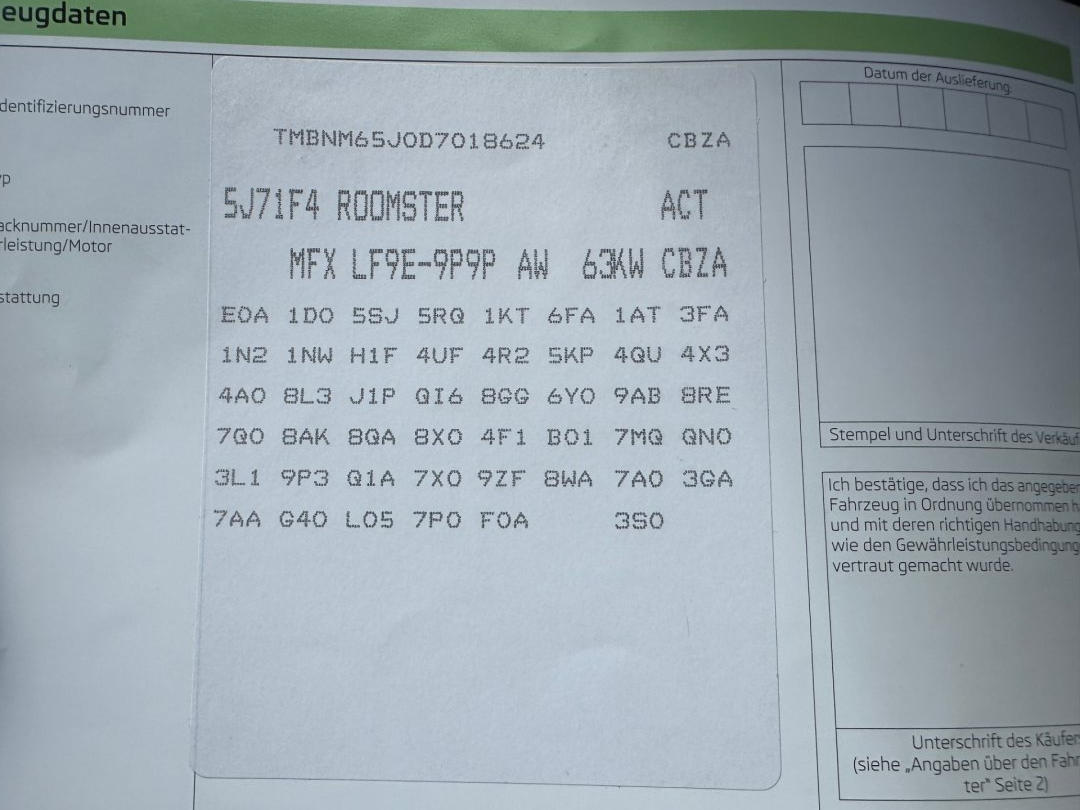 eugdaten
dentifizierungsnummer
yp
acknummer/Innenausstat-
rleistung/Motor
stattung
TMBNM65J0D7018624 CBZA
5J71F4 ROOMSTER ACT
MFX LF9E-9P9P AW 63KW CBZA
E0A 1D0 5SJ 5RQ 1KT 6FA 1AT 3FA
1N2 1NW H1F 4UF 4R2 5KP 4QU 4X3
4A0 8L3 J1P QI6 8GG 6Y0 9AB 8RE
7Q0 8AK 8QA 8X0 4F1 B01 7MQ QN0
3L1 9P3 Q1A 7X0 9ZF 8WA 7A0 3GA
7AA G40 L05 7P0 F0A 3S0
Datum der Auslieferung:
Stempel und Unterschrift des Verkäuf
Ich bestätige, dass ich das angegeben
Fahrzeug in Ordnung übernommen h
und mit deren richtigen Handhabung
wie den Gewährleistungsbedingung
vertraut gemacht wurde.
Unterschrift des Käufer
(siehe „Angaben über den Fahr
ter" Seite 2)